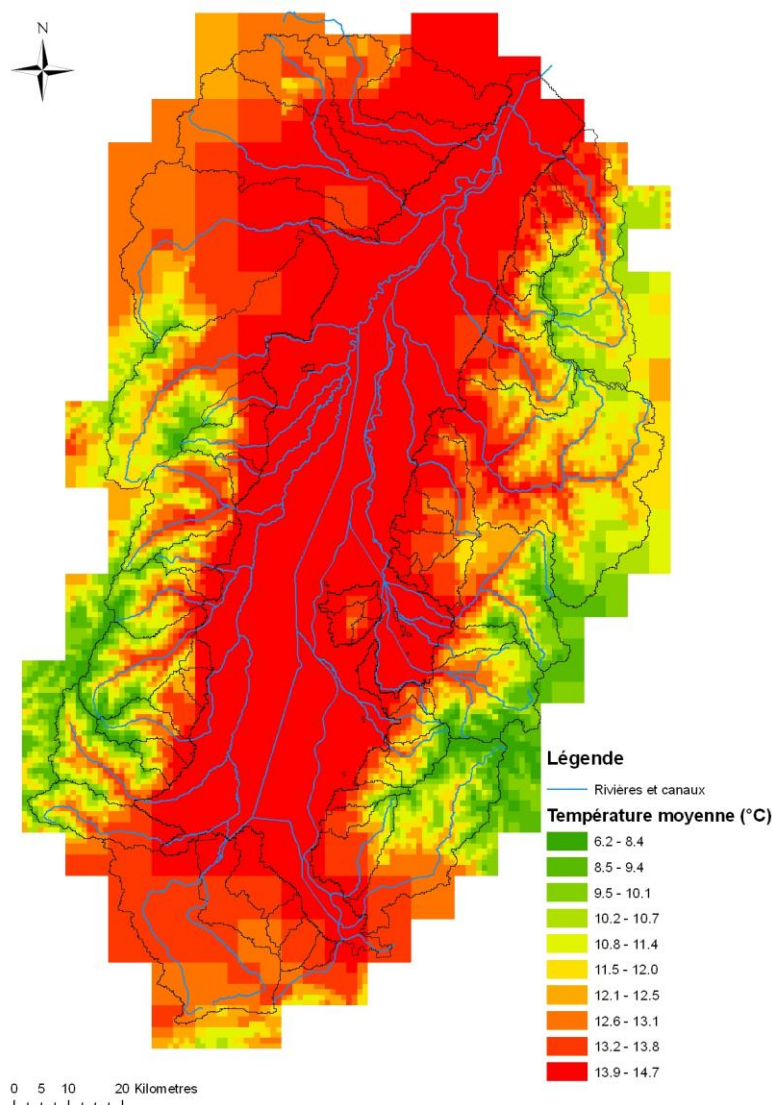 N
Légende
Rivières et canaux
Température moyenne (°C)
6.2 - 8.4
8.5 - 9.4
9.5 - 10.1
10.2 - 10.7
10.8 - 11.4
11.5 - 12.0
12.1 - 12.5
12.6 - 13.1
13.2 - 13.8
13.9 - 14.7
0 5 10 20 Kilometres